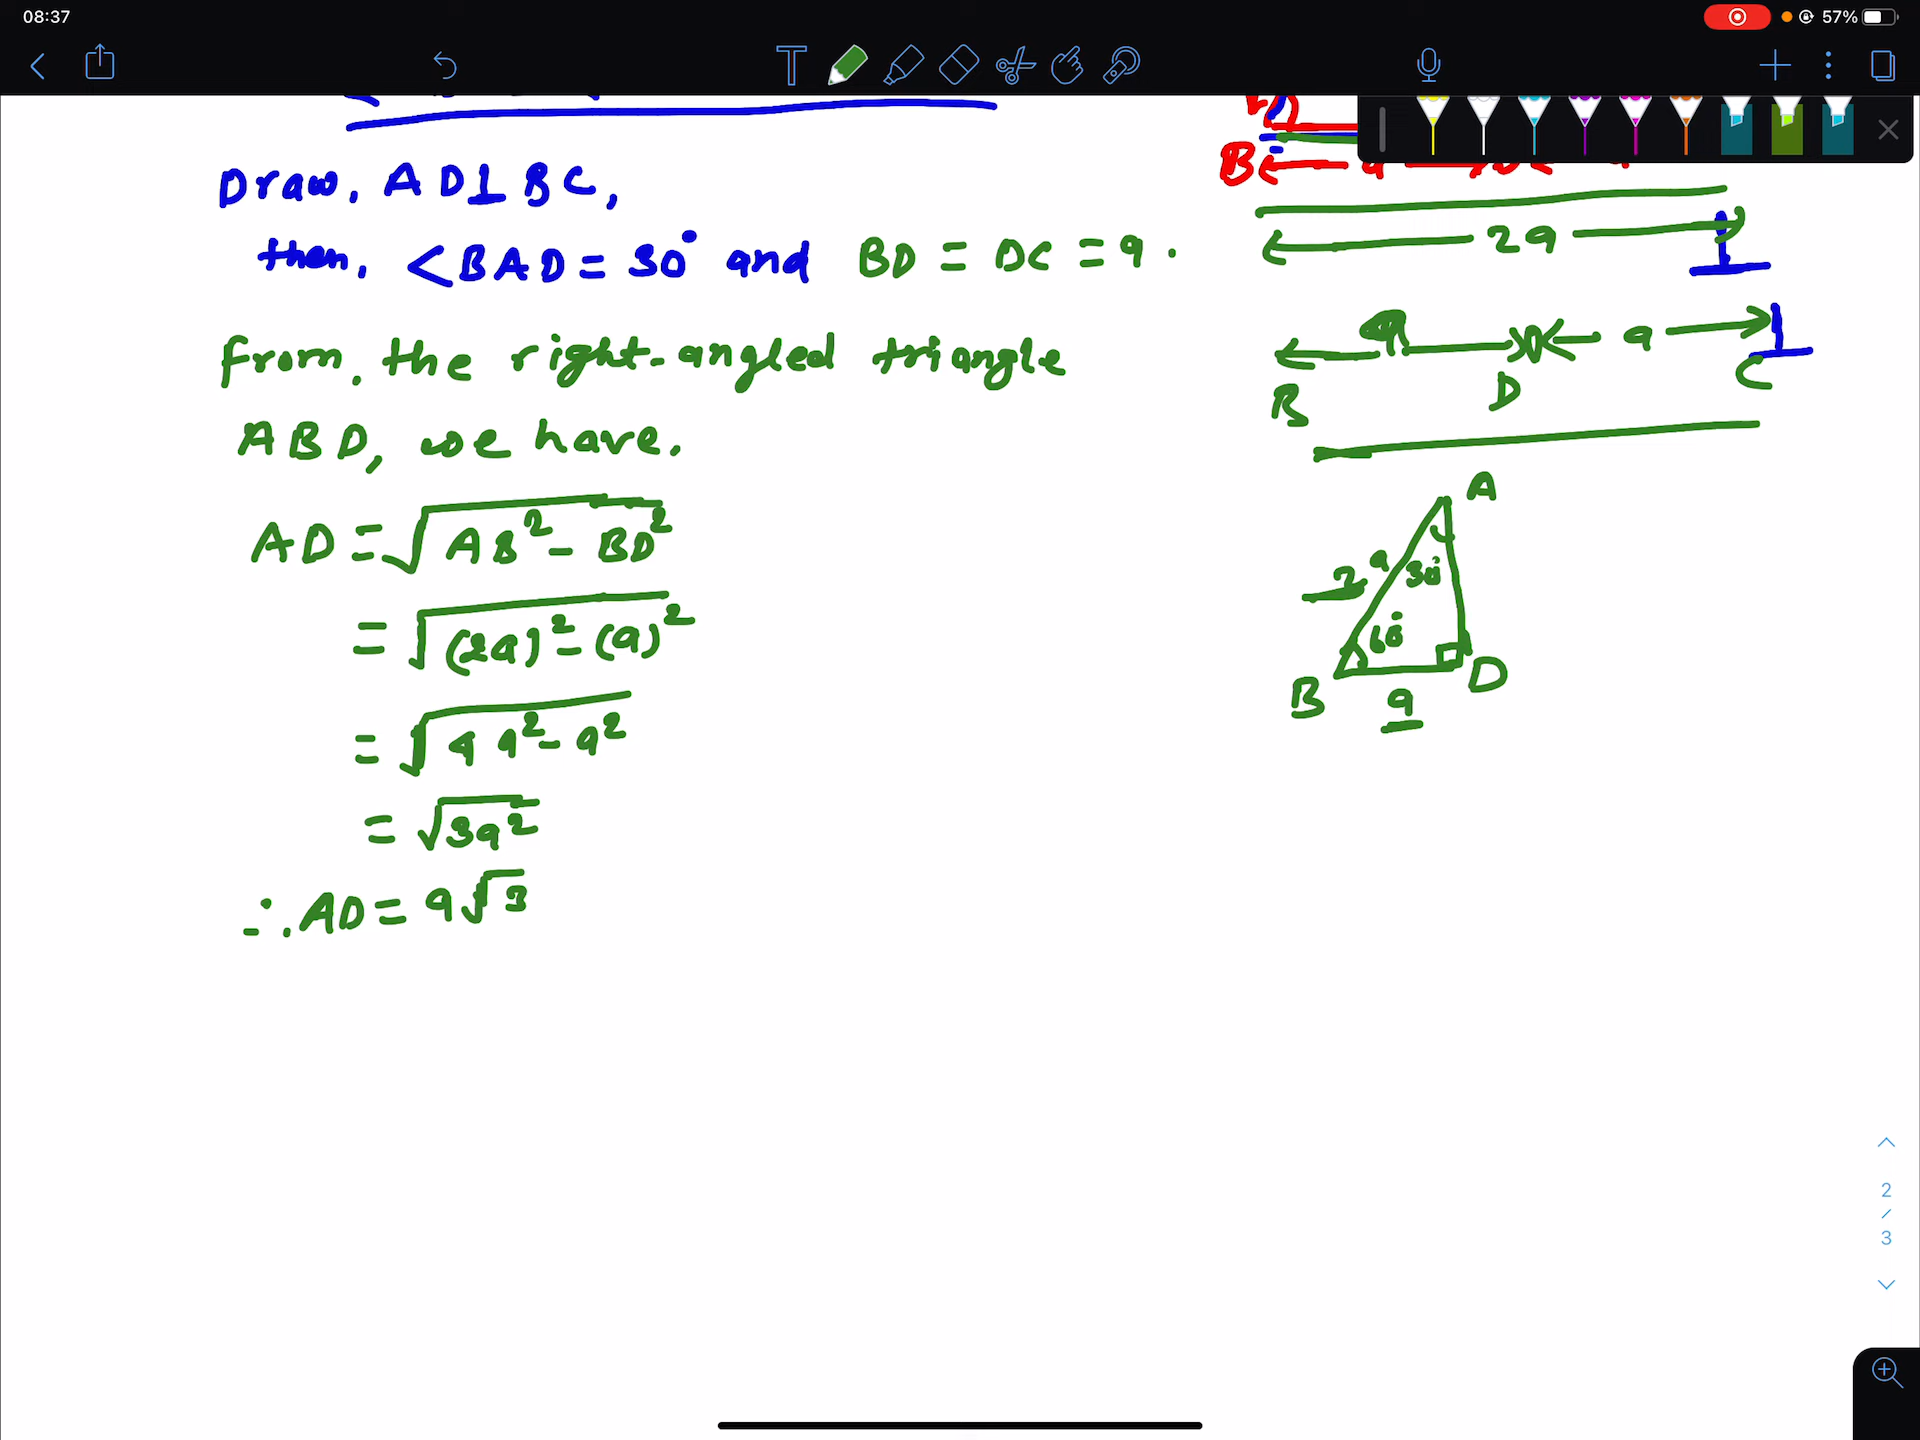 08:37
57%
Draw, AD⊥BC,
then, <BAD = 30° and BD = DC = a.
From, the right-angled triangle
ABD, we have,
AD = √(AB² - BD²)
= √((2a)² - (a)²)
= √(4a² - a²)
= √(3a²)
∴ AD = a√3
B
2a
a
B D C
A
2a 30°
60°
B a D
2
/
3